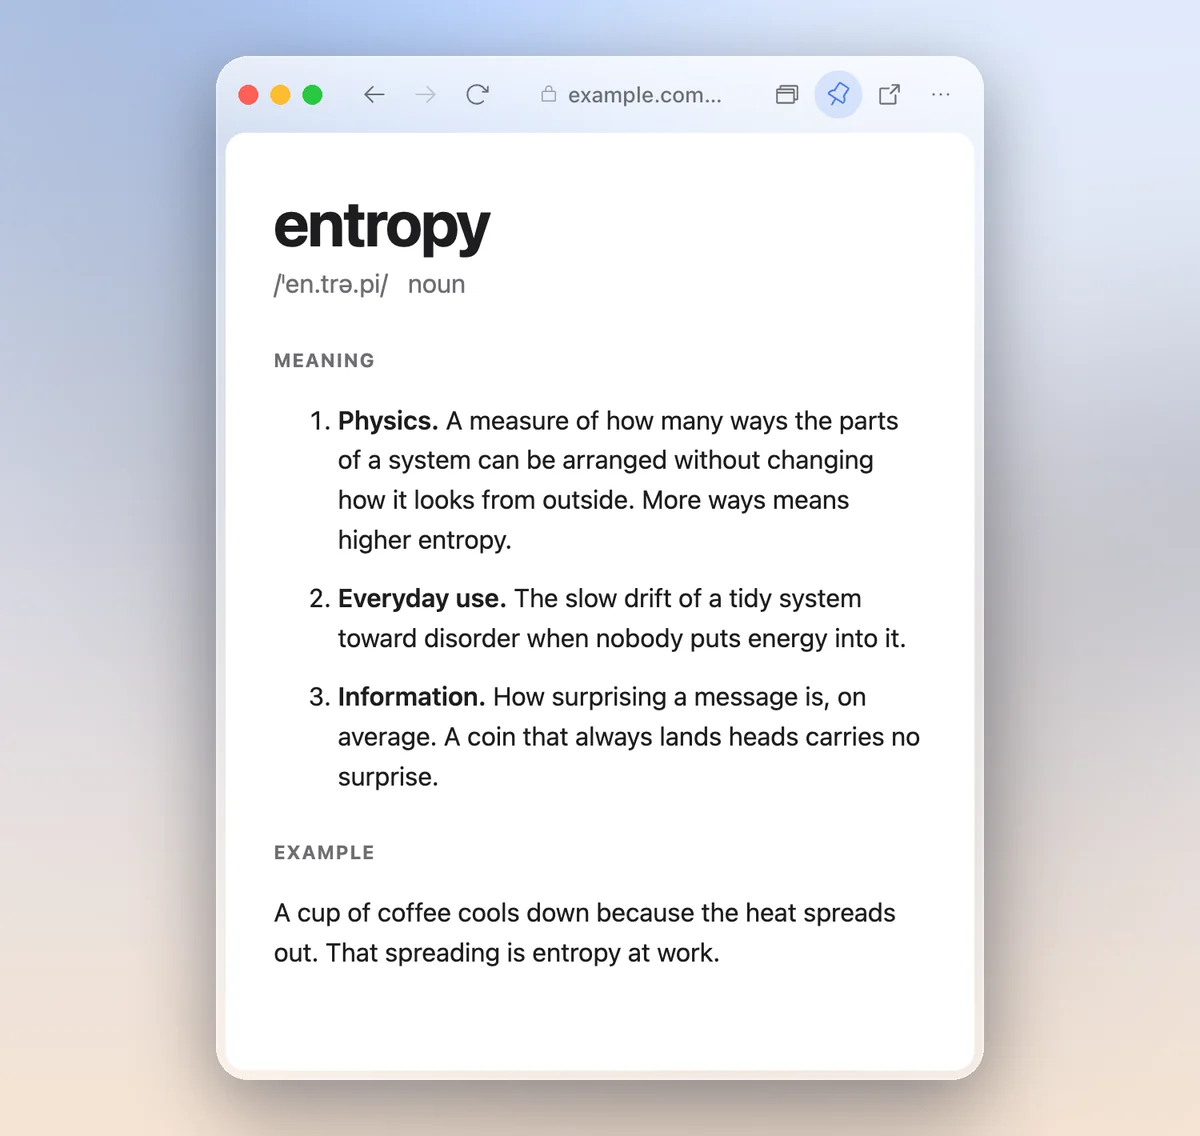 example.com...
entropy
/ˈen.trə.pi/ noun
MEANING
1. Physics. A measure of how many ways the parts
of a system can be arranged without changing
how it looks from outside. More ways means
higher entropy.
2. Everyday use. The slow drift of a tidy system
toward disorder when nobody puts energy into it.
3. Information. How surprising a message is, on
average. A coin that always lands heads carries no
surprise.
EXAMPLE
A cup of coffee cools down because the heat spreads
out. That spreading is entropy at work.